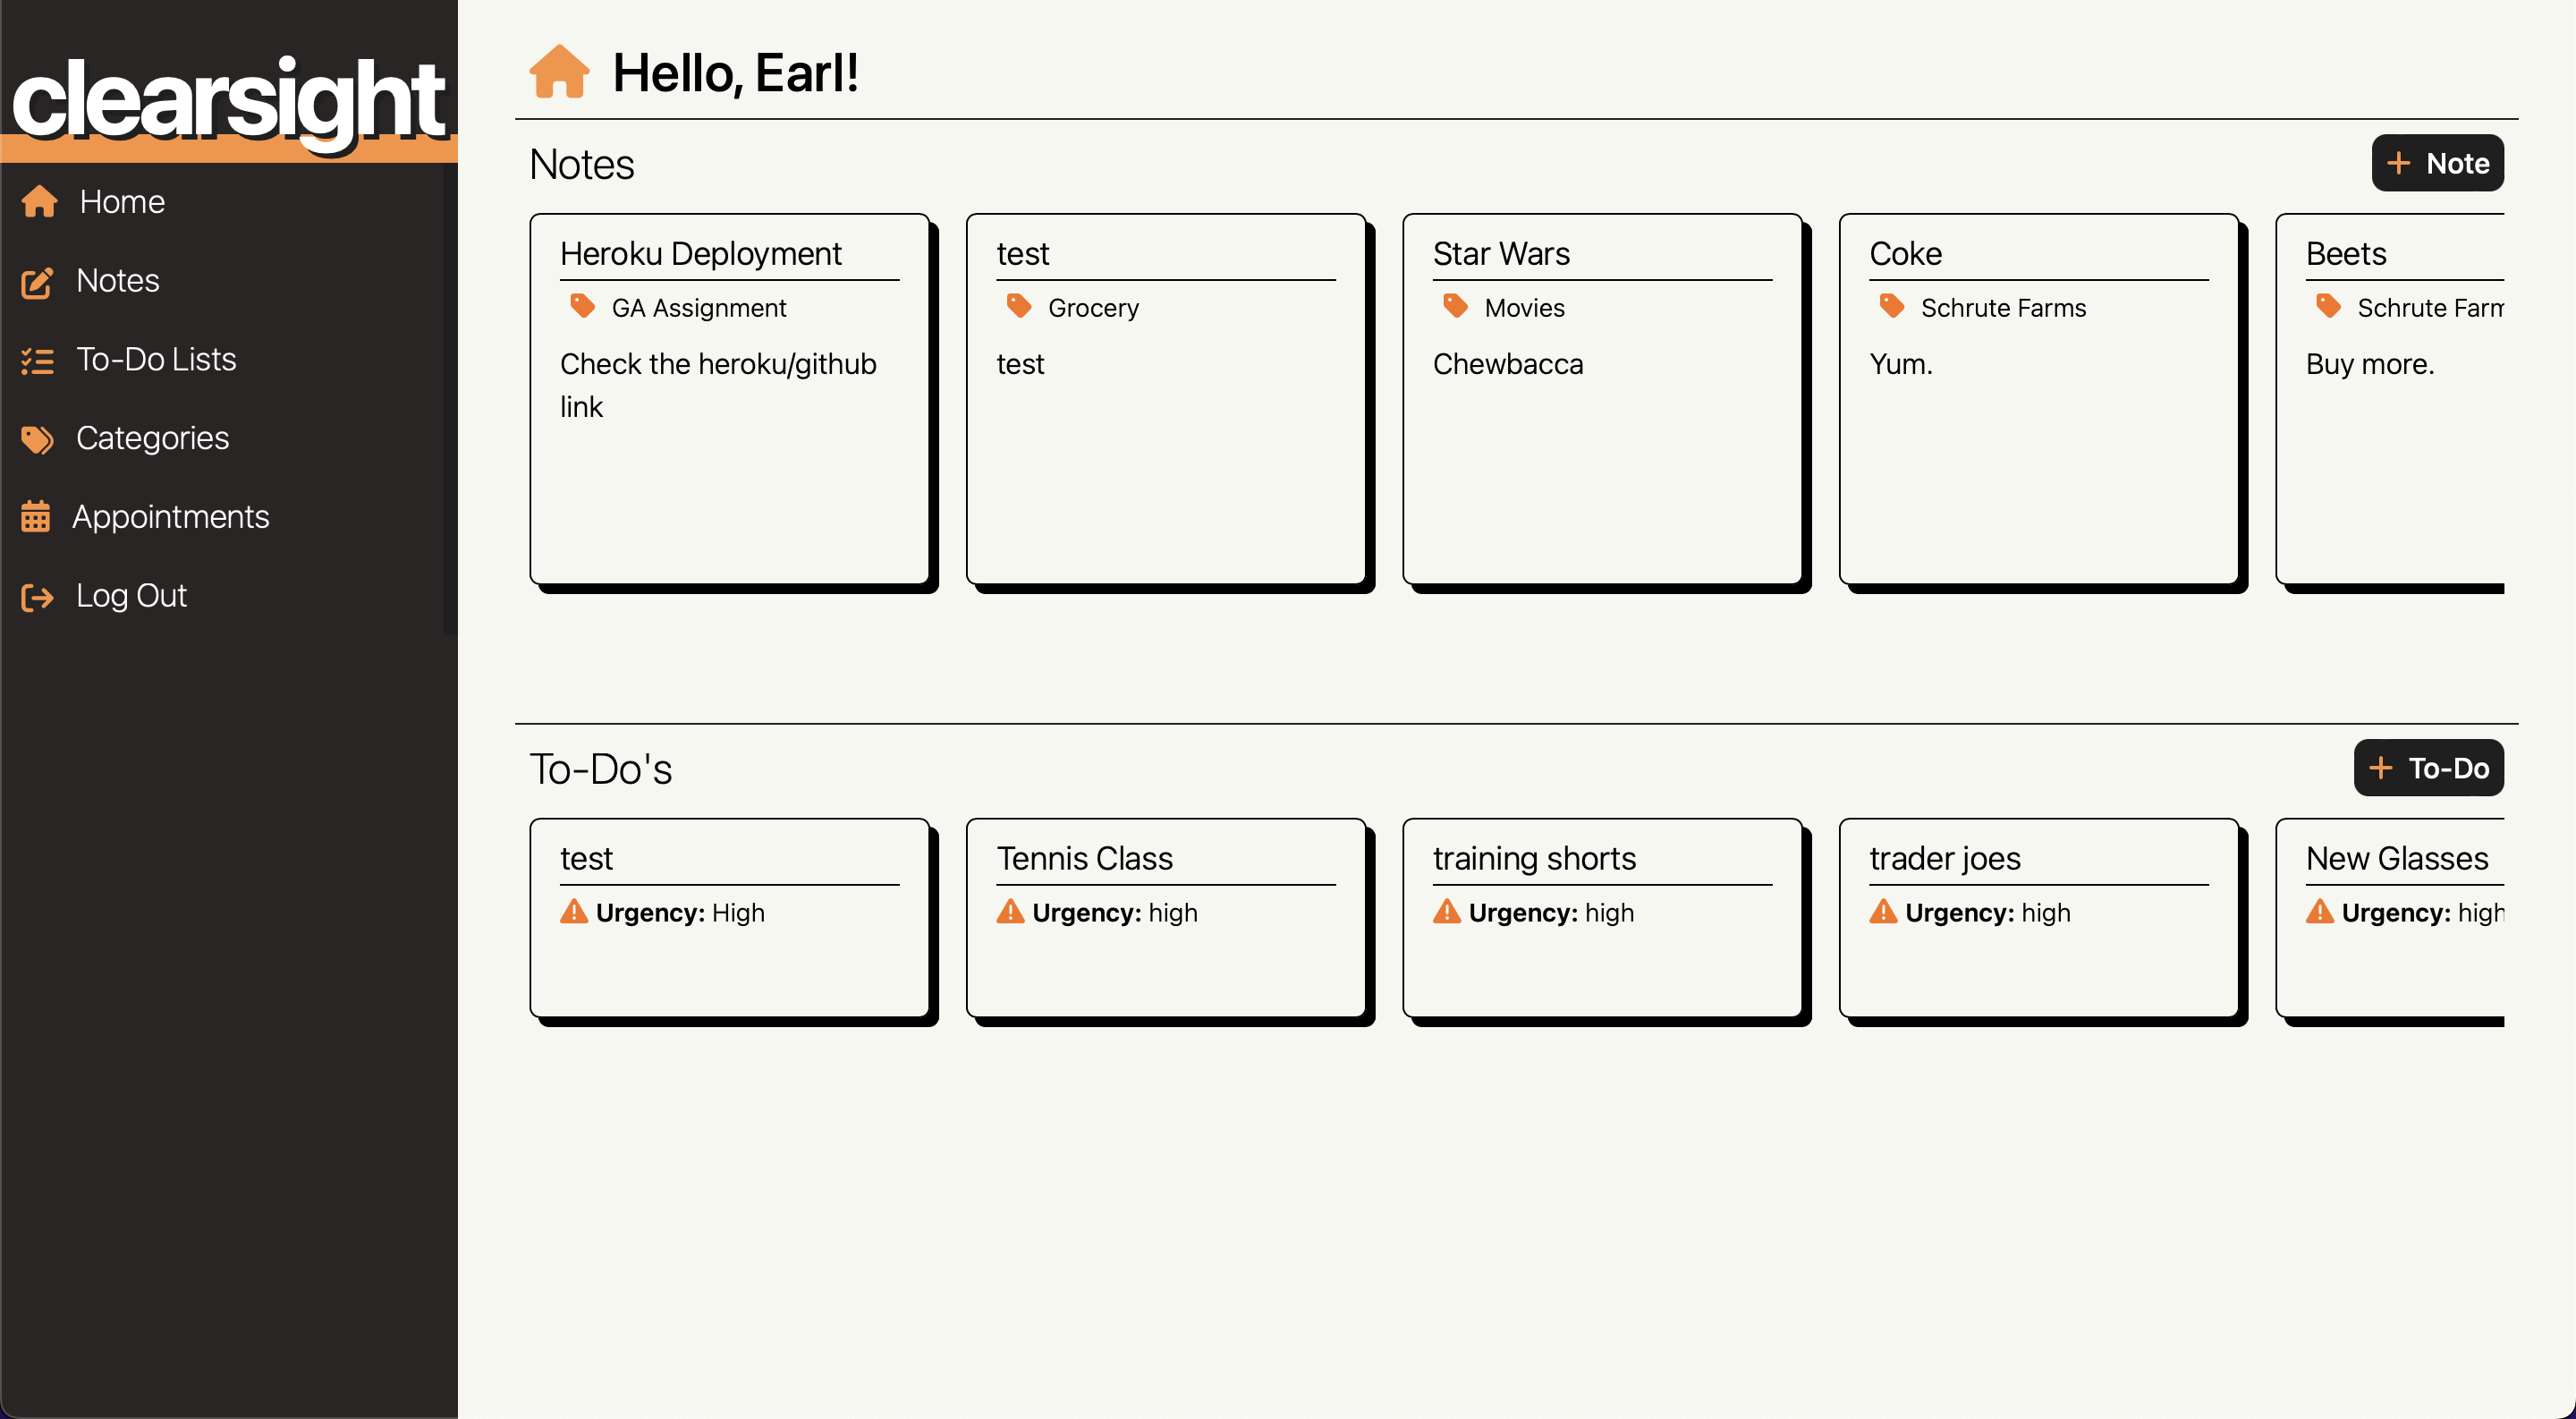 clearsight
Home
Notes
To-Do Lists
Categories
Appointments
Log Out
Hello, Earl!
Notes
+ Note
Heroku Deployment
GA Assignment
Check the heroku/github
link
test
Grocery
test
Star Wars
Movies
Chewbacca
Coke
Schrute Farms
Yum.
Beets
Schrute Farm
Buy more.
To-Do's
+ To-Do
test
Urgency: High
Tennis Class
Urgency: high
training shorts
Urgency: high
trader joes
Urgency: high
New Glasses
Urgency: high